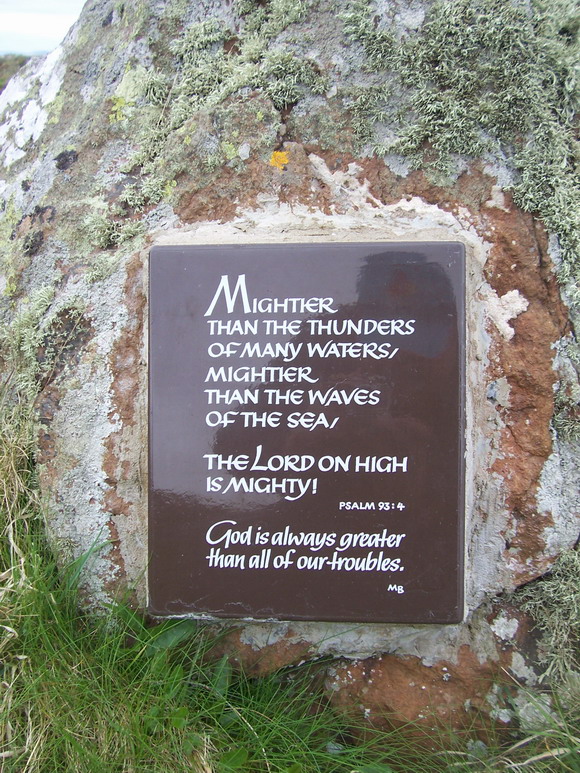 Mightier
than the thunders
of many waters,
mightier
than the waves
of the sea,
the Lord on high
is mighty!
Psalm 93:4
God is always greater
than all of our troubles.
MB